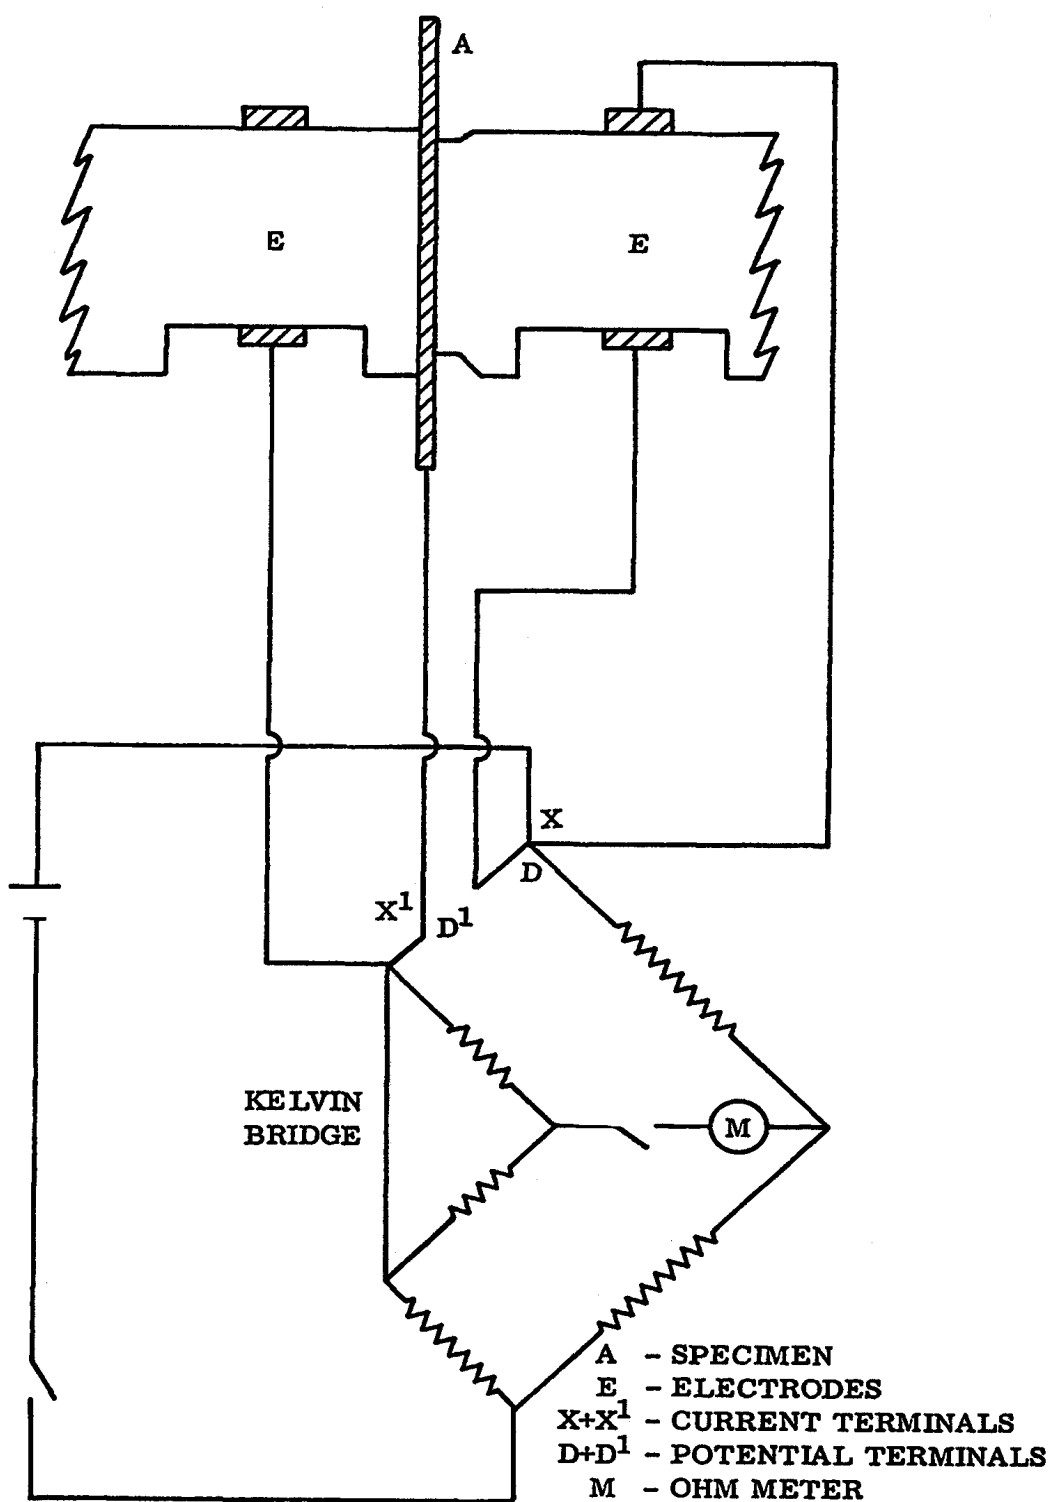 A
E E
X
D
X¹
D¹
KELVIN
BRIDGE
M
A - SPECIMEN
E - ELECTRODES
X+X¹ - CURRENT TERMINALS
D+D¹ - POTENTIAL TERMINALS
M - OHM METER